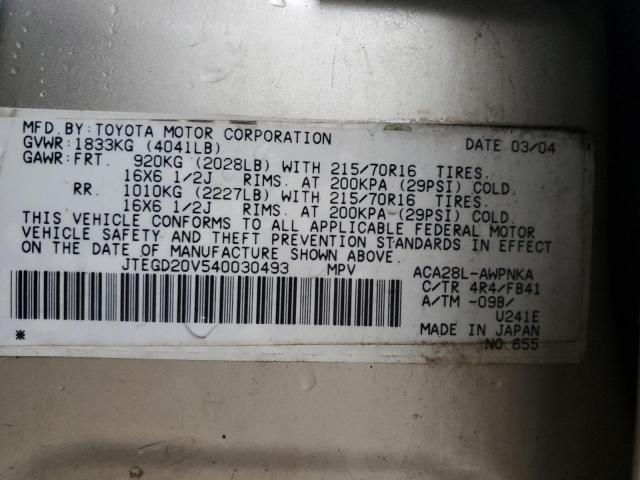 MFD.BY:TOYOTA MOTOR CORPORATION DATE 03/04
GVWR:1833KG (4041LB)
GAWR:FRT. 920KG (2028LB) WITH 215/70R16 TIRES.
16X6 1/2J RIMS. AT 200KPA (29PSI) COLD.
RR. 1010KG (2227LB) WITH 215/70R16 TIRES.
16X6 1/2J RIMS. AT 200KPA (29PSI) COLD.
THIS VEHICLE CONFORMS TO ALL APPLICABLE FEDERAL MOTOR
VEHICLE SAFETY AND THEFT PREVENTION STANDARDS IN EFFECT
ON THE DATE OF MANUFACTURE SHOWN ABOVE.
JTEGD20V540030493 MPV ACA28L-AWPNKA
C/TR 4R4/FB41
A/TM -09B/
U241E
MADE IN JAPAN
* NO.655